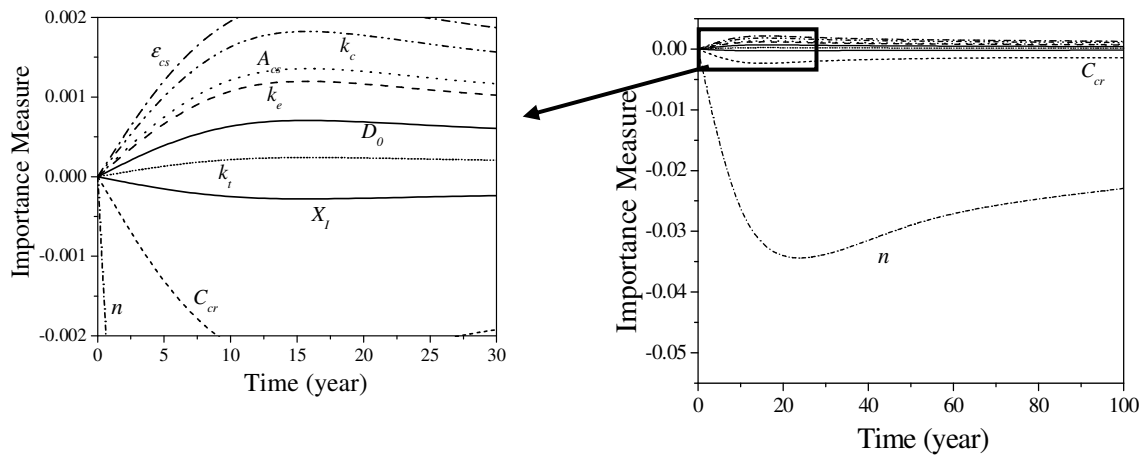 0.002
0.001
0.000
-0.001
-0.002
Importance Measure
ε_cs
k_c
A_cs
k_e
D_0
k_t
X_I
n
C_cr
0 5 10 15 20 25 30
Time (year)
0.00
-0.01
-0.02
-0.03
-0.04
-0.05
Importance Measure
C_cr
n
0 20 40 60 80 100
Time (year)